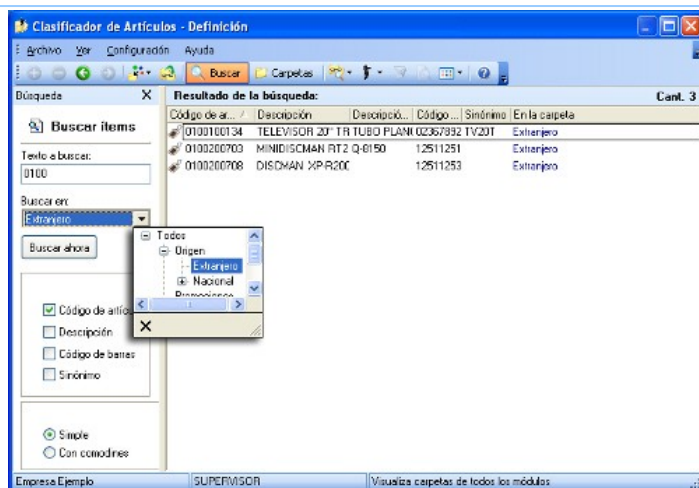 Clasificador de Artículos - Definición
Archivo Ver Configuración Ayuda
Buscar Carpetas
Búsqueda X
Resultado de la búsqueda: Cant. 3
Código de ar... Descripción Descripció... Código ... Sinónimo En la carpeta
0100100134 TELEVISOR 20" TR TUBO PLAN 02367892 TV20T Extranjero
0100200703 MINIDISCMAN RT2 Q-8150 12511251 Extranjero
0100200708 DISCMAN XP-R200 12511253 Extranjero
Buscar ítems
Texto a buscar:
0100
Buscar en:
Extranjero
Buscar ahora
Todos
Origen
Extranjero
Nacional
Promociones
Código de artíc
Descripción
Código de barras
Sinónimo
Simple
Con comodines
Empresa Ejemplo SUPERVISOR Visualiza carpetas de todos los módulos